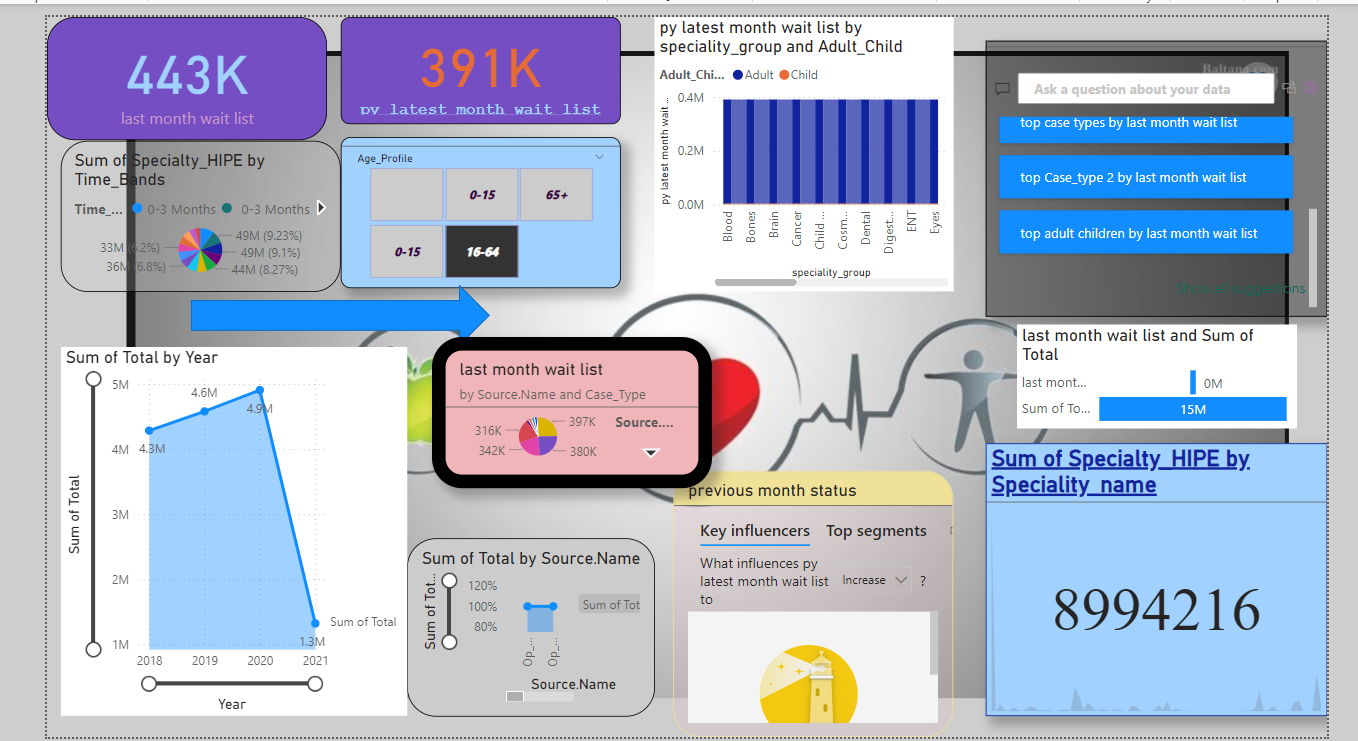 443K
last month wait list
391K
py latest month wait list
py latest month wait list by
speciality_group and Adult_Child
Adult_Chi... Adult Child
py latest month wait ...
0.4M
0.2M
0.0M
Blood
Bones
Brain
Cancer
Child ...
Cosm...
Dental
Digest...
ENT
Eyes
speciality_group
Baltana.com
Ask a question about your data
top case types by last month wait list
top Case_type 2 by last month wait list
top adult children by last month wait list
Show all suggestions
Sum of Specialty_HIPE by
Time_Bands
Time_... 0-3 Months 0-3 Months
49M (9.23%)
49M (9.1%)
44M (8.27%)
36M (6.8%)
Age_Profile
0-15
65+
0-15
16-64
Sum of Total by Year
5M
4M
3M
2M
1M
4.3M
4.6M
4.9M
1.3M
Sum of Total
Sum of Total
2018 2019 2020 2021
Year
last month wait list
by Source.Name and Case_Type
316K
342K
397K
380K
Source....
last month wait list and Sum of
Total
last mont... 0M
Sum of To... 15M
Sum of Specialty_HIPE by
Speciality_name
8994216
Sum of Total by Source.Name
Sum of Tot...
120%
100%
80%
Sum of Tot
Op_...
Op_...
Source.Name
previous month status
Key influencers Top segments
What influences py
latest month wait list
to
Increase
?